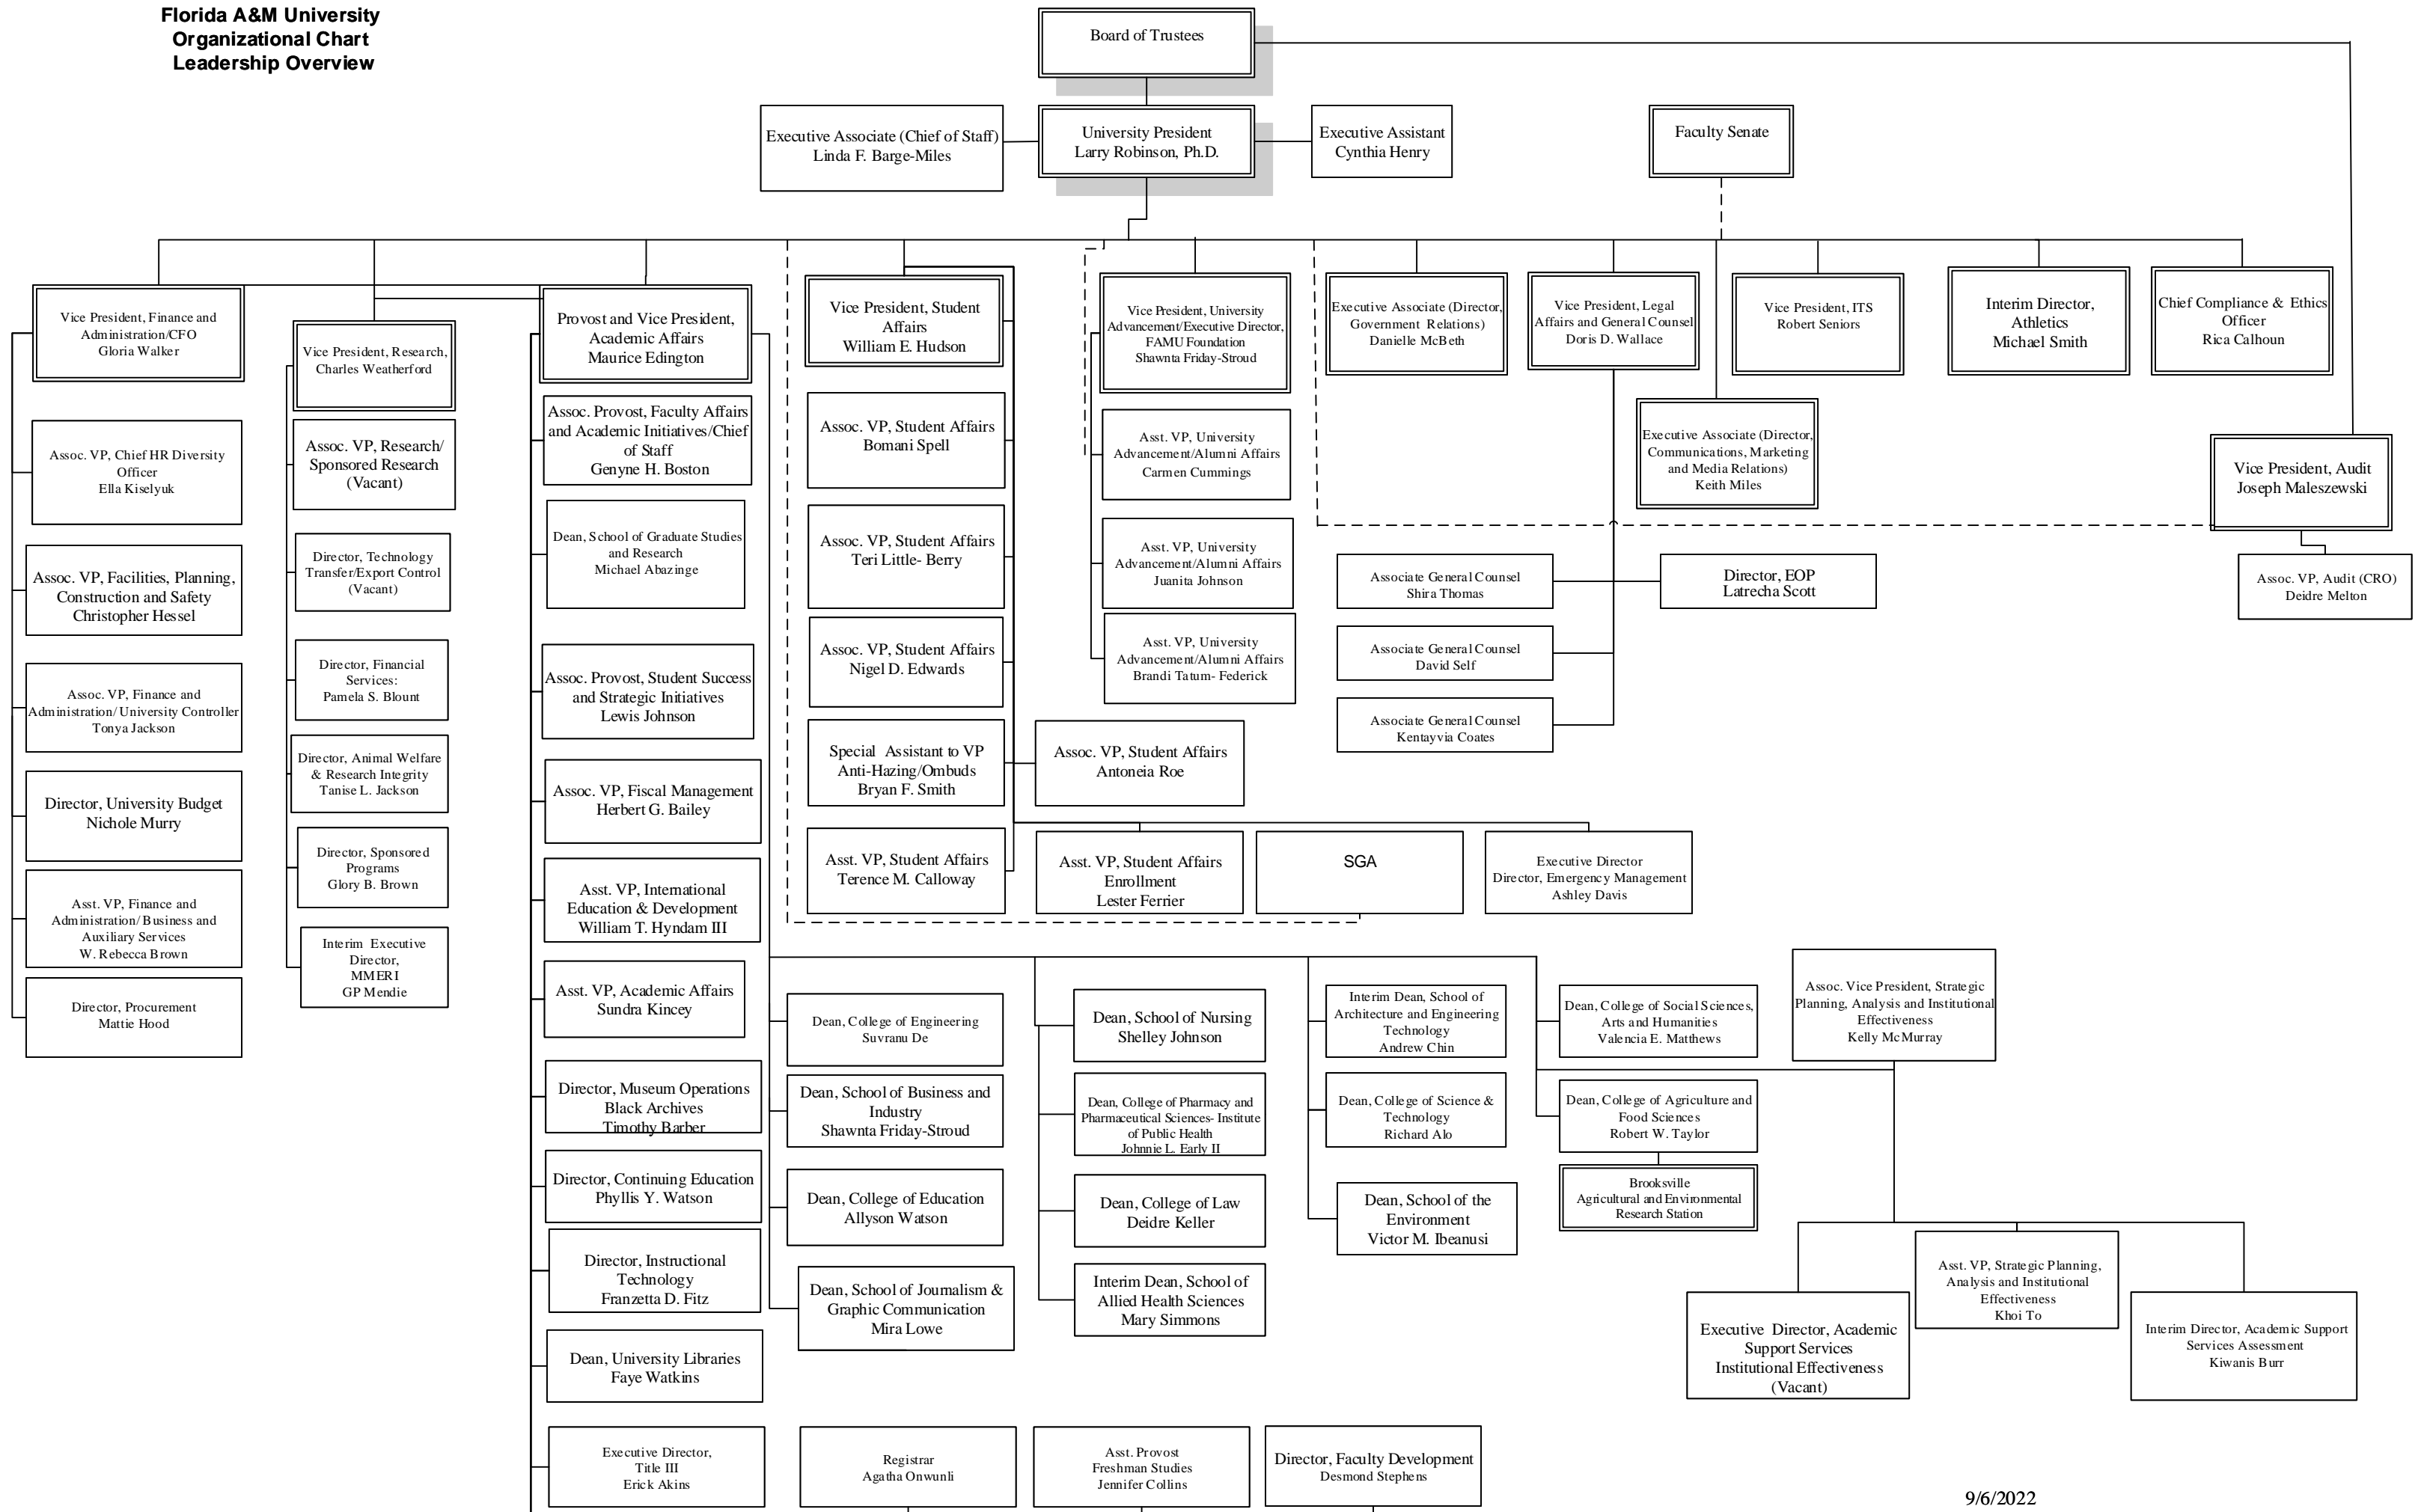 Florida A&M University
Organizational Chart
Leadership Overview
Board of Trustees
Executive Associate (Chief of Staff)
Linda F. Barge-Miles
University President
Larry Robinson, Ph.D.
Executive Assistant
Cynthia Henry
Faculty Senate
Vice President, Finance and
Administration/CFO
Gloria Walker
Vice President, Research,
Charles Weatherford
Provost and Vice President,
Academic Affairs
Maurice Edington
Vice President, Student
Affairs
William E. Hudson
Vice President, University
Advancement/Executive Director,
FAMU Foundation
Shawnta Friday-Stroud
Executive Associate (Director,
Government Relations)
Danielle McBeth
Vice President, Legal
Affairs and General Counsel
Doris D. Wallace
Vice President, ITS
Robert Seniors
Interim Director,
Athletics
Michael Smith
Chief Compliance & Ethics
Officer
Rica Calhoun
Executive Associate (Director,
Communications, Marketing
and Media Relations)
Keith Miles
Vice President, Audit
Joseph Maleszewski
Assoc. VP, Audit (CRO)
Deidre Melton
Assoc. VP, Chief HR Diversity
Officer
Ella Kiselyuk
Assoc. VP, Facilities, Planning,
Construction and Safety
Christopher Hessel
Assoc. VP, Finance and
Administration/ University Controller
Tonya Jackson
Director, University Budget
Nichole Murry
Asst. VP, Finance and
Administration/ Business and
Auxiliary Services
W. Rebecca Brown
Director, Procurement
Mattie Hood
Assoc. VP, Research/
Sponsored Research
(Vacant)
Director, Technology
Transfer/Export Control
(Vacant)
Director, Financial
Services:
Pamela S. Blount
Director, Animal Welfare
& Research Integrity
Tanise L. Jackson
Director, Sponsored
Programs
Glory B. Brown
Interim Executive
Director,
MMERI
GP Mendie
Assoc. Provost, Faculty Affairs
and Academic Initiatives/Chief
of Staff
Genyne H. Boston
Dean, School of Graduate Studies
and Research
Michael Abazinge
Assoc. Provost, Student Success
and Strategic Initiatives
Lewis Johnson
Assoc. VP, Fiscal Management
Herbert G. Bailey
Asst. VP, International
Education & Development
William T. Hyndam III
Asst. VP, Academic Affairs
Sundra Kincey
Director, Museum Operations
Black Archives
Timothy Barber
Director, Continuing Education
Phyllis Y. Watson
Director, Instructional
Technology
Franzetta D. Fitz
Dean, University Libraries
Faye Watkins
Executive Director,
Title III
Erick Akins
Assoc. VP, Student Affairs
Bomani Spell
Assoc. VP, Student Affairs
Teri Little- Berry
Assoc. VP, Student Affairs
Nigel D. Edwards
Special Assistant to VP
Anti-Hazing/Ombuds
Bryan F. Smith
Asst. VP, Student Affairs
Terence M. Calloway
Assoc. VP, Student Affairs
Antoneia Roe
Asst. VP, Student Affairs
Enrollment
Lester Ferrier
SGA
Executive Director
Director, Emergency Management
Ashley Davis
Asst. VP, University
Advancement/Alumni Affairs
Carmen Cummings
Asst. VP, University
Advancement/Alumni Affairs
Juanita Johnson
Asst. VP, University
Advancement/Alumni Affairs
Brandi Tatum- Federick
Associate General Counsel
Shira Thomas
Director, EOP
Latrecha Scott
Associate General Counsel
David Self
Associate General Counsel
Kentayvia Coates
Dean, College of Engineering
Suvranu De
Dean, School of Business and
Industry
Shawnta Friday-Stroud
Dean, College of Education
Allyson Watson
Dean, School of Journalism &
Graphic Communication
Mira Lowe
Dean, School of Nursing
Shelley Johnson
Dean, College of Pharmacy and
Pharmaceutical Sciences- Institute
of Public Health
Johnnie L. Early II
Dean, College of Law
Deidre Keller
Interim Dean, School of
Allied Health Sciences
Mary Simmons
Interim Dean, School of
Architecture and Engineering
Technology
Andrew Chin
Dean, College of Science &
Technology
Richard Alo
Dean, School of the
Environment
Victor M. Ibeanusi
Dean, College of Social Sciences,
Arts and Humanities
Valencia E. Matthews
Dean, College of Agriculture and
Food Sciences
Robert W. Taylor
Brooksville
Agricultural and Environmental
Research Station
Assoc. Vice President, Strategic
Planning, Analysis and Institutional
Effectiveness
Kelly McMurray
Executive Director, Academic
Support Services
Institutional Effectiveness
(Vacant)
Asst. VP, Strategic Planning,
Analysis and Institutional
Effectiveness
Khoi To
Interim Director, Academic Support
Services Assessment
Kiwanis Burr
Registrar
Agatha Onwunli
Asst. Provost
Freshman Studies
Jennifer Collins
Director, Faculty Development
Desmond Stephens
9/6/2022